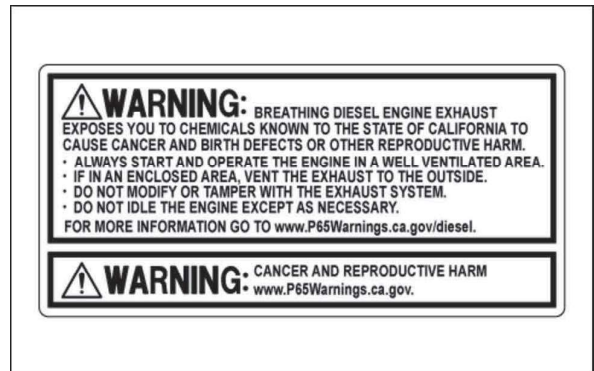 WARNING: BREATHING DIESEL ENGINE EXHAUST
EXPOSES YOU TO CHEMICALS KNOWN TO THE STATE OF CALIFORNIA TO
CAUSE CANCER AND BIRTH DEFECTS OR OTHER REPRODUCTIVE HARM.
· ALWAYS START AND OPERATE THE ENGINE IN A WELL VENTILATED AREA.
· IF IN AN ENCLOSED AREA, VENT THE EXHAUST TO THE OUTSIDE.
· DO NOT MODIFY OR TAMPER WITH THE EXHAUST SYSTEM.
· DO NOT IDLE THE ENGINE EXCEPT AS NECESSARY.
FOR MORE INFORMATION GO TO www.P65Warnings.ca.gov/diesel.
WARNING: CANCER AND REPRODUCTIVE HARM
www.P65Warnings.ca.gov.